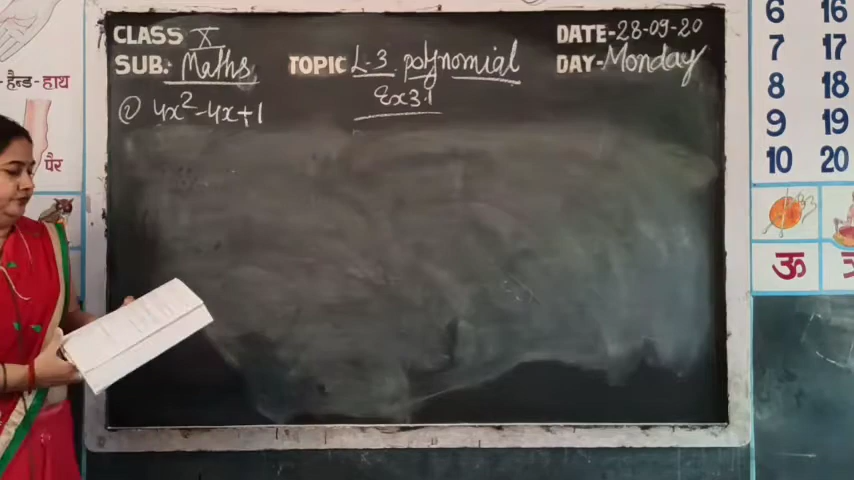 CLASS X
SUB. Maths
TOPIC L-3 polynomial
Ex 3.1
DATE-28-09-20
DAY-Monday
② 4x² -4x+1
हैन्ड-हाथ
पैर
6 16
7 17
8 18
9 19
10 20
ऊ